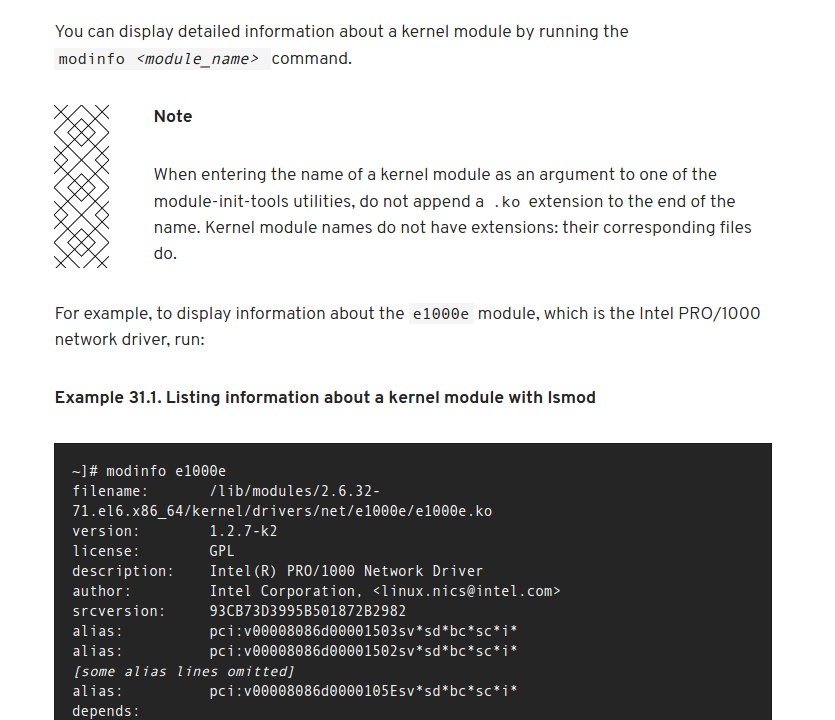 You can display detailed information about a kernel module by running the
modinfo <module_name> command.
Note
When entering the name of a kernel module as an argument to one of the
module-init-tools utilities, do not append a .ko extension to the end of the
name. Kernel module names do not have extensions: their corresponding files
do.
For example, to display information about the e1000e module, which is the Intel PRO/1000
network driver, run:
Example 31.1. Listing information about a kernel module with lsmod
~]# modinfo e1000e
filename:       /lib/modules/2.6.32-
71.el6.x86_64/kernel/drivers/net/e1000e/e1000e.ko
version:        1.2.7-k2
license:        GPL
description:    Intel(R) PRO/1000 Network Driver
author:         Intel Corporation, <linux.nics@intel.com>
srcversion:     93CB73D3995B501872B2982
alias:          pci:v00008086d00001503sv*sd*bc*sc*i*
alias:          pci:v00008086d00001502sv*sd*bc*sc*i*
[some alias lines omitted]
alias:          pci:v00008086d0000105Esv*sd*bc*sc*i*
depends: